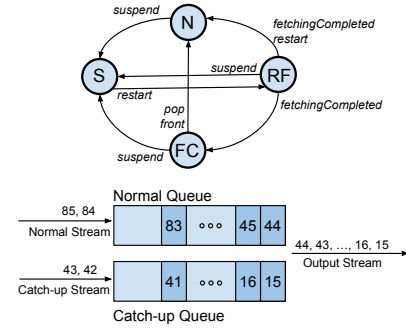 suspend
N
fetchingCompleted
restart
S
suspend
RF
restart
pop
front
fetchingCompleted
suspend
FC
Normal Queue
85, 84
Normal Stream
83 ooo 45 44
44, 43, ..., 16, 15
Output Stream
43, 42
Catch-up Stream
41 ooo 16 15
Catch-up Queue